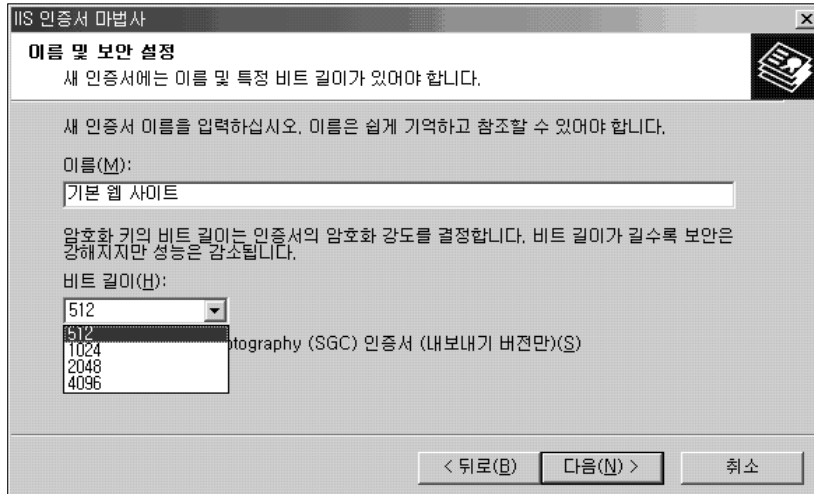 IIS 인증서 마법사
이름 및 보안 설정
새 인증서에는 이름 및 특정 비트 길이가 있어야 합니다.
새 인증서 이름을 입력하십시오. 이름은 쉽게 기억하고 참조할 수 있어야 합니다.
이름(M):
기본 웹 사이트
암호화 키의 비트 길이는 인증서의 암호화 강도를 결정합니다. 비트 길이가 길수록 보안은
강해지지만 성능은 감소됩니다.
비트 길이(H):
512
512
1024
2048
4096
ptography (SGC) 인증서 (내보내기 버전만)(S)
< 뒤로(B)
다음(N) >
취소